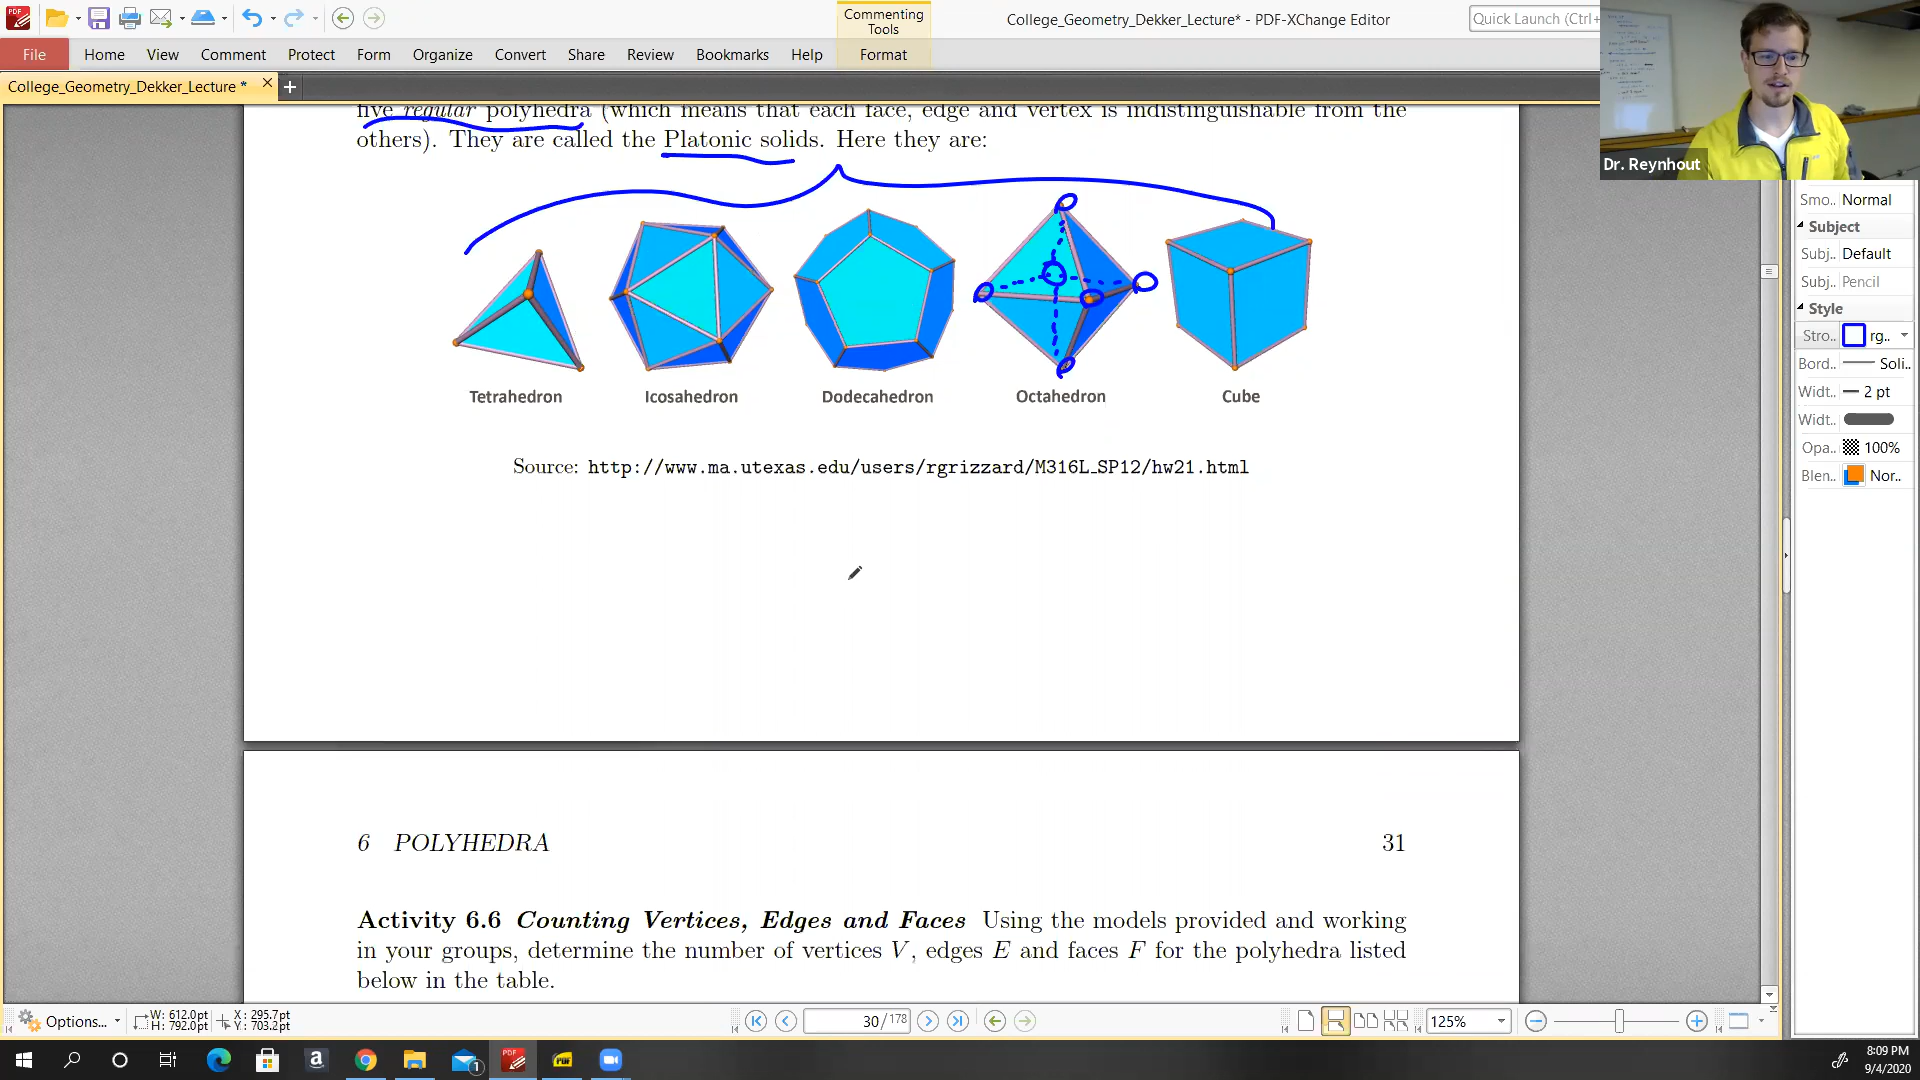 Commenting
Tools
College_Geometry_Dekker_Lecture* - PDF-XChange Editor
Quick Launch (Ctrl+
File Home View Comment Protect Form Organize Convert Share Review Bookmarks Help Format
College_Geometry_Dekker_Lecture *
Dr. Reynhout
five regular polyhedra (which means that each face, edge and vertex is indistinguishable from the
others). They are called the Platonic solids. Here they are:
Tetrahedron Icosahedron Dodecahedron Octahedron Cube
Source: http://www.ma.utexas.edu/users/rgrizzard/M316L_SP12/hw21.html
6 POLYHEDRA 31
Activity 6.6 Counting Vertices, Edges and Faces Using the models provided and working
in your groups, determine the number of vertices V, edges E and faces F for the polyhedra listed
below in the table.
Smo.. Normal
Subject
Subj.. Default
Subj.. Pencil
Style
Stro.. rg..
Bord.. Soli..
Widt.. 2 pt
Widt..
Opa.. 100%
Blen.. Nor..
Options...
W: 612.0pt
H: 792.0pt
X: 295.7pt
Y: 703.2pt
30 / 178
125%
8:09 PM
9/4/2020